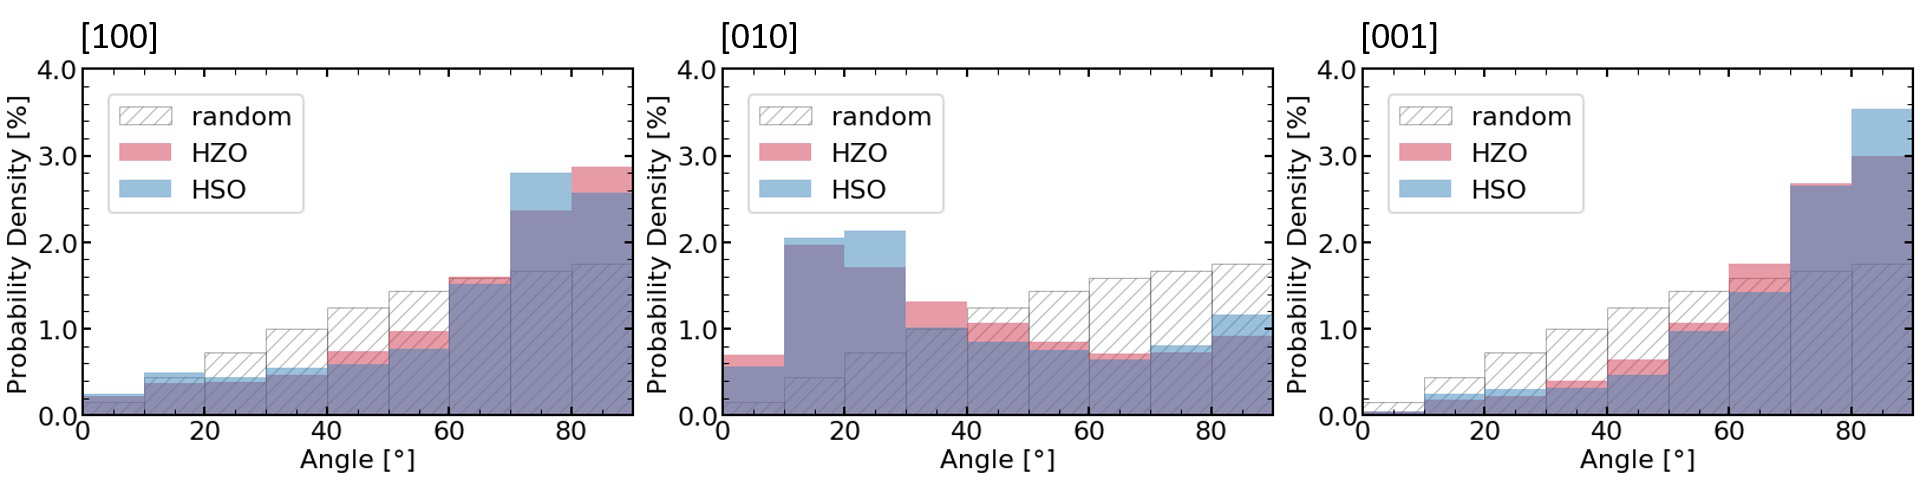 [100]
Probability Density [%]
4.0
3.0
2.0
1.0
0.0
random
HZO
HSO
0 20 40 60 80
Angle [°]
[010]
Probability Density [%]
4.0
3.0
2.0
1.0
0.0
random
HZO
HSO
0 20 40 60 80
Angle [°]
[001]
Probability Density [%]
4.0
3.0
2.0
1.0
0.0
random
HZO
HSO
0 20 40 60 80
Angle [°]